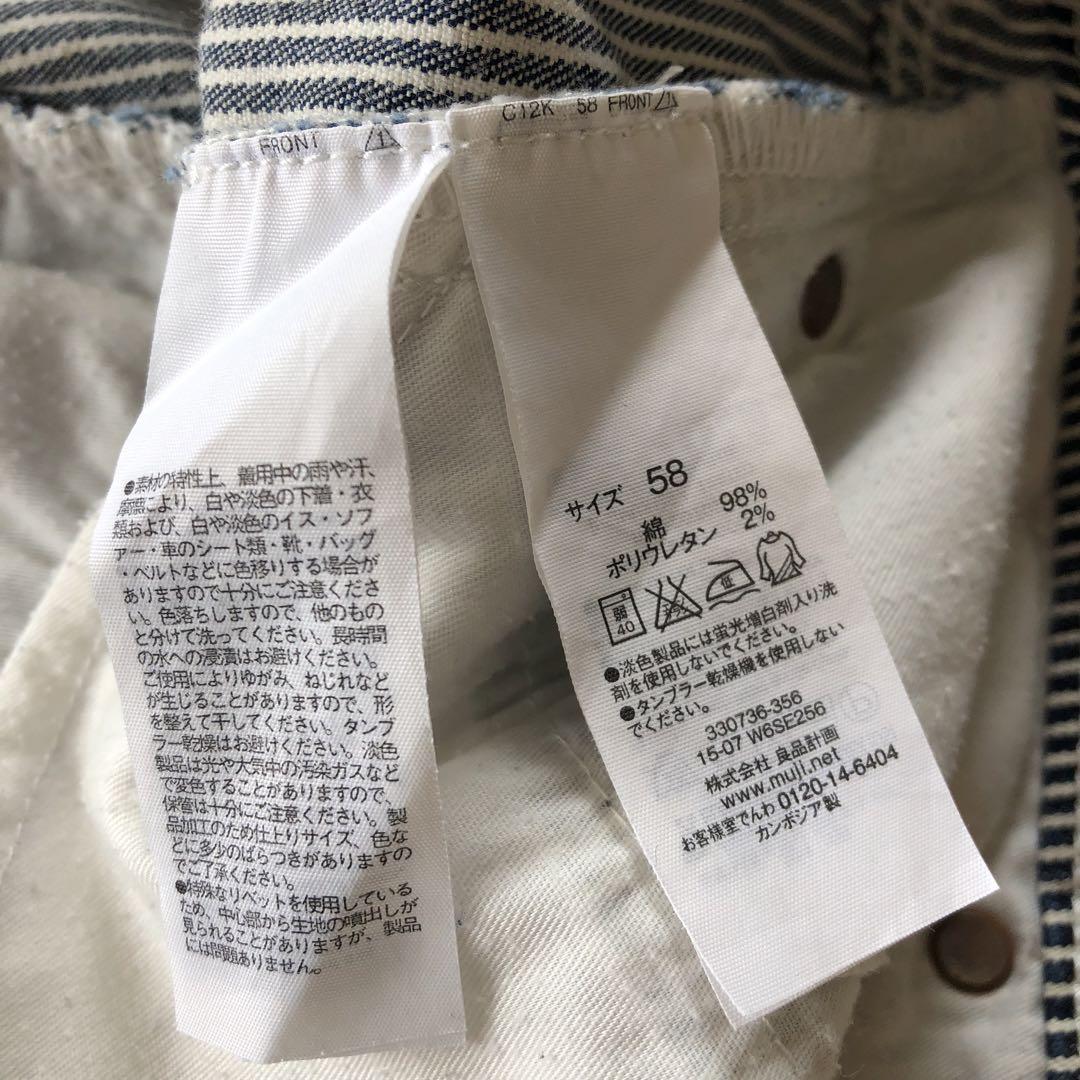 FRONT
C12K 58 FRONT
●素材の特性上、着用中の雨や汗、
摩擦により、白や淡色の下着・衣
類および、白や淡色のイス・ソフ
ァー・車のシート類・靴・バッグ
・ベルトなどに色移りする場合が
ありますので十分にご注意くださ
い。色落ちしますので、他のもの
と分けて洗ってください。長時間
の水への浸漬はお避けください。
ご使用によりゆがみ、ねじれなど
が生じることがありますので、形
を整えて干してください。タンブ
ラー乾燥はお避けください。淡色
製品は光や大気中の汚染ガスなど
で変色することがありますので、
保管は十分にご注意ください。製
品加工のため仕上りサイズ、色な
どに多少のばらつきがありますの
でご了承ください。
●特殊なリベットを使用している
ため、中心部から生地の噴出しが
見られることがありますが、製品
には問題ありません。
サイズ 58
綿 98%
ポリウレタン 2%
弱 40 低
●淡色製品には蛍光増白剤入り洗
剤を使用しないでください。
●タンブラー乾燥機を使用しない
でください。
330736-356
15-07 W6SE256
株式会社 良品計画
www.muji.net
お客様室でんわ 0120-14-6404
カンボジア製